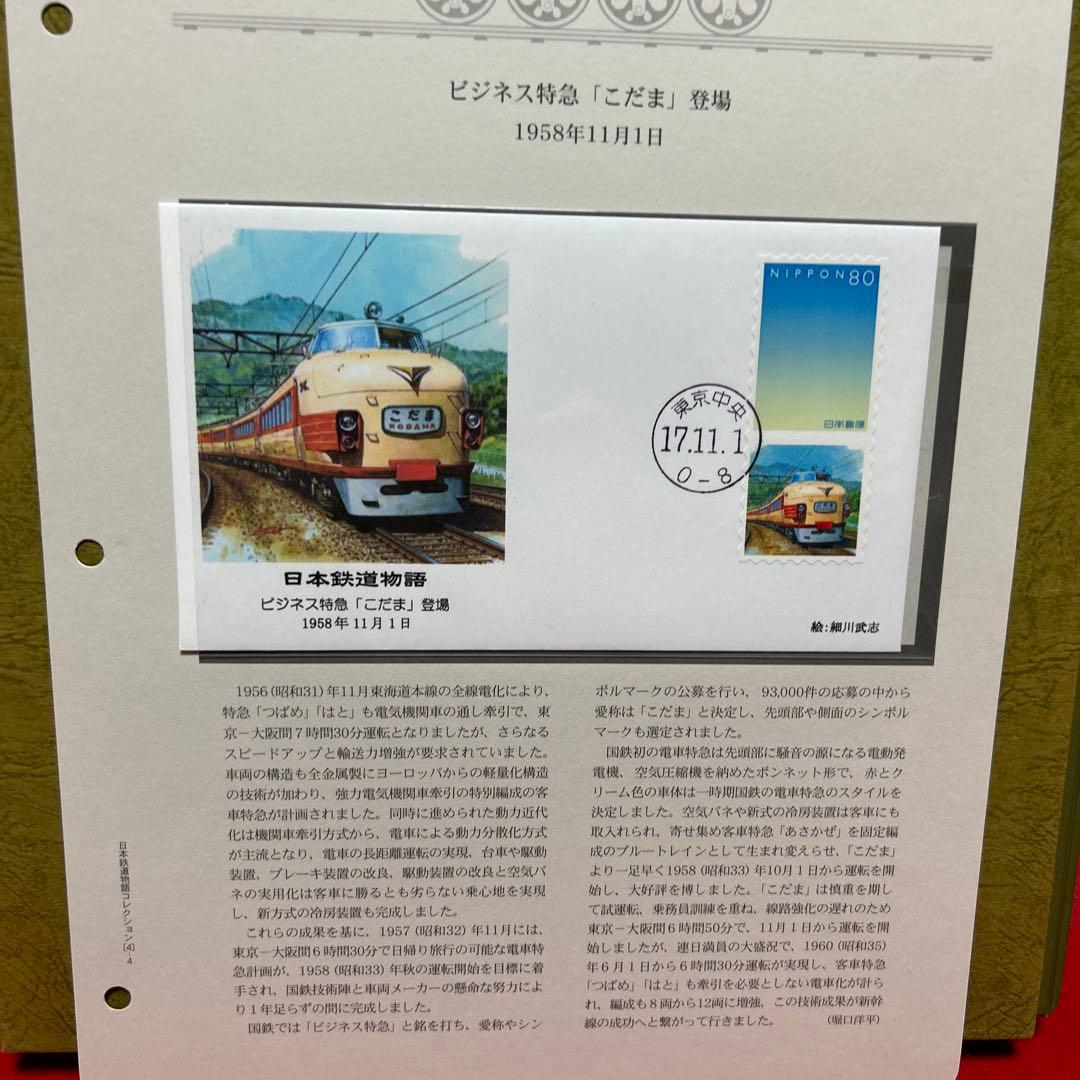 ビジネス特急「こだま」登場
1958年11月1日
こだま
KODAMA
NIPPON 80
日本郵便
東京中央
17.11.1
0-8
こだま
日本鉄道物語
ビジネス特急「こだま」登場
1958年11月1日
絵:細川武志
1956(昭和31)年11月東海道本線の全線電化により、
特急「つばめ」「はと」も電気機関車の通し牽引で、東
京-大阪間7時間30分運転となりましたが、さらなる
スピードアップと輸送力増強が要求されていました。
車両の構造も全金属製にヨーロッパからの軽量化構造
の技術が加わり、強力電気機関車牽引の特別編成の客
車特急が計画されました。同時に進められた動力近代
化は機関車牽引方式から、電車による動力分散化方式
が主流となり、電車の長距離運転の実現、台車や駆動
装置、ブレーキ装置の改良、駆動装置の改良と空気バ
ネの実用化は客車に勝るとも劣らない乗心地を実現
し、新方式の冷房装置も完成しました。
これらの成果を基に、1957(昭和32)年11月には、
東京-大阪間6時間30分で日帰り旅行の可能な電車特
急計画が、1958(昭和33)年秋の運転開始を目標に着
手され、国鉄技術陣と車両メーカーの懸命な努力によ
り1年足らずの間に完成しました。
国鉄では「ビジネス特急」と銘を打ち、愛称やシン
ボルマークの公募を行い、93,000件の応募の中から
愛称は「こだま」と決定し、先頭部や側面のシンボル
マークも選定されました。
国鉄初の電車特急は先頭部に騒音の源になる電動発
電機、空気圧縮機を納めたボンネット形で、赤とク
リーム色の車体は一時期国鉄の電車特急のスタイルを
決定しました。空気バネや新式の冷房装置は客車にも
取入れられ、寄せ集め客車特急「あさかぜ」を固定編
成のブルートレインとして生まれ変えらせ、「こだま」
より一足早く1958(昭和33)年10月1日から運転を開
始し、大好評を博しました。「こだま」は慎重を期し
て試運転、乗務員訓練を重ね、線路強化の遅れのため
東京-大阪間6時間50分で、11月1日から運転を開
始しましたが、連日満員の大盛況で、1960(昭和35)
年6月1日から6時間30分運転が実現し、客車特急
「つばめ」「はと」も牽引を必要としない電車化が計ら
れ、編成も8両から12両に増強、この技術成果が新幹
線の成功へと繋がって行きました。 (堀口洋平)
日本鉄道物語コレクション[4]-4